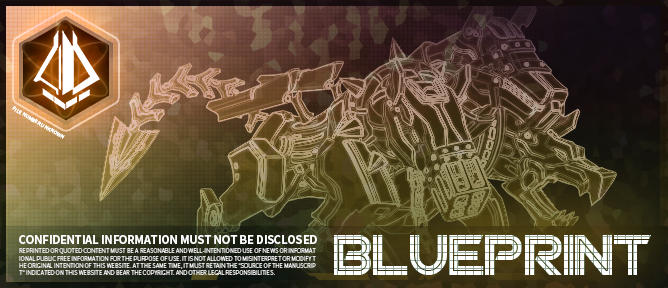 FILE NUMBER:UNKNOWN
CONFIDENTIAL INFORMATION MUST NOT BE DISCLOSED
REPRINTED OR QUOTED CONTENT MUST BE A REASONABLE AND WELL-INTENTIONED USE OF NEWS OR INFORMAT
IONAL PUBLIC FREE INFORMATION FOR THE PURPOSE OF USE. IT IS NOT ALLOWED TO MISINTERPRET OR MODIFY T
HE ORIGINAL INTENTION OF THIS WEBSITE. AT THE SAME TIME, IT MUST RETAIN THE "SOURCE OF THE MANUSCRIP
T" INDICATED ON THIS WEBSITE AND BEAR THE COPYRIGHT. AND OTHER LEGAL RESPONSIBILITIES.
BLUEPRINT